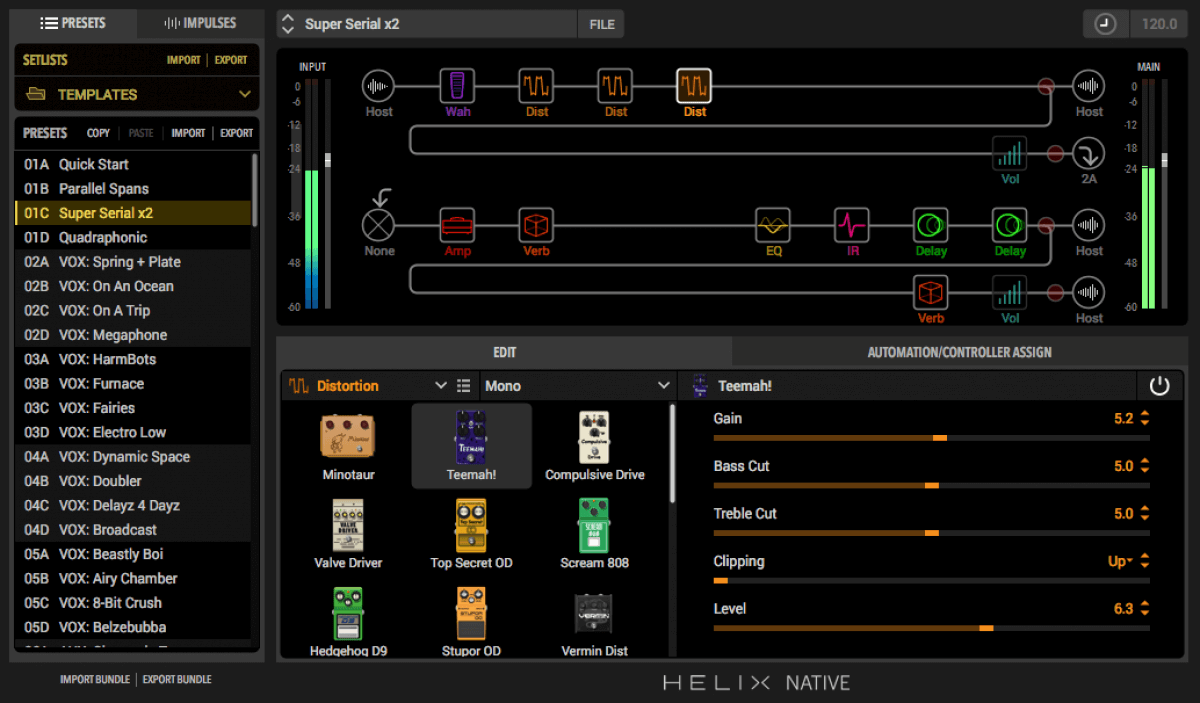 PRESETS IMPULSES
SETLISTS IMPORT EXPORT
TEMPLATES
PRESETS COPY PASTE IMPORT EXPORT
01A Quick Start
01B Parallel Spans
01C Super Serial x2
01D Quadraphonic
02A VOX: Spring + Plate
02B VOX: On An Ocean
02C VOX: On A Trip
02D VOX: Megaphone
03A VOX: HarmBots
03B VOX: Furnace
03C VOX: Fairies
03D VOX: Electro Low
04A VOX: Dynamic Space
04B VOX: Doubler
04C VOX: Delayz 4 Dayz
04D VOX: Broadcast
05A VOX: Beastly Boi
05B VOX: Airy Chamber
05C VOX: 8-Bit Crush
05D VOX: Belzebubba
IMPORT BUNDLE EXPORT BUNDLE
Super Serial x2 FILE 120.0
INPUT
0
-6
-12
-18
-24
-36
-48
-60
Host Wah Dist Dist Dist Host
Vol 2A
None Amp Verb EQ IR Delay Delay Host
Verb Vol Host
MAIN
0
-6
-12
-18
-24
-36
-48
-60
EDIT AUTOMATION/CONTROLLER ASSIGN
Distortion Mono Teemah!
Minotaur Teemah! Compulsive Drive
Valve Driver Top Secret OD Scream 808
Hedgehog D9 Stupor OD Vermin Dist
Gain 5.2
Bass Cut 5.0
Treble Cut 5.0
Clipping Up
Level 6.3
HELIX NATIVE